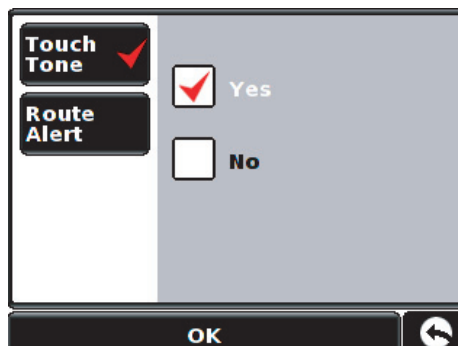 Touch
Tone
Route
Alert
Yes
No
OK